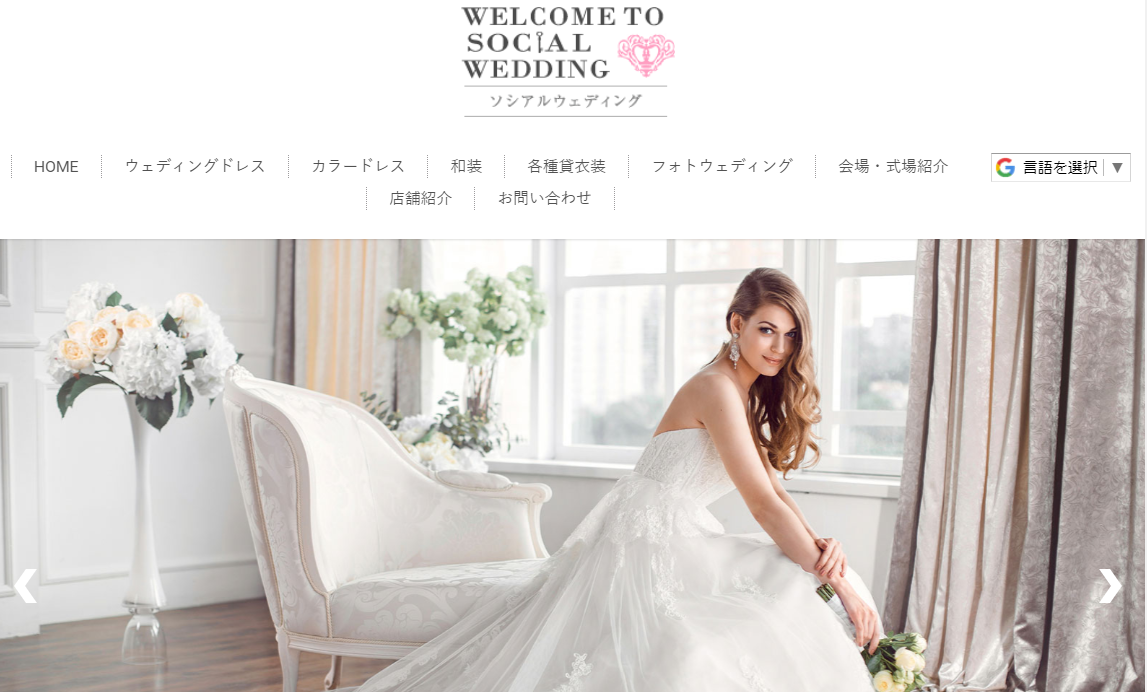 WELCOME TO
SOCIAL
WEDDING
ソシアルウェディング
HOME ウェディングドレス カラードレス 和装 各種貸衣装 フォトウェディング 会場・式場紹介 言語を選択 ▼
店舗紹介 お問い合わせ